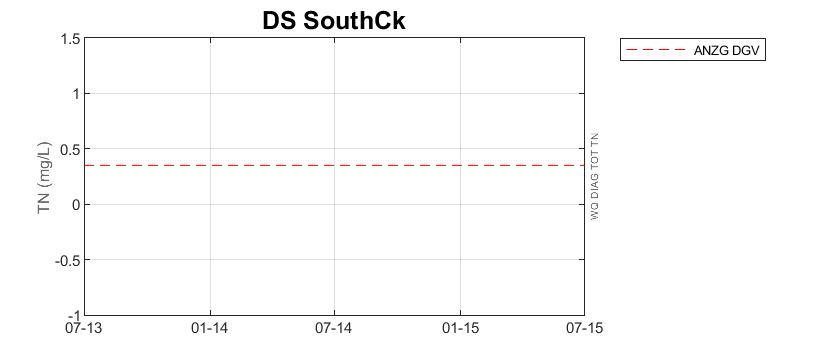 DS SouthCk
ANZG DGV
1.5
1
0.5
0
-0.5
-1
TN (mg/L)
WQ DIAG TOT TN
07-13 01-14 07-14 01-15 07-15